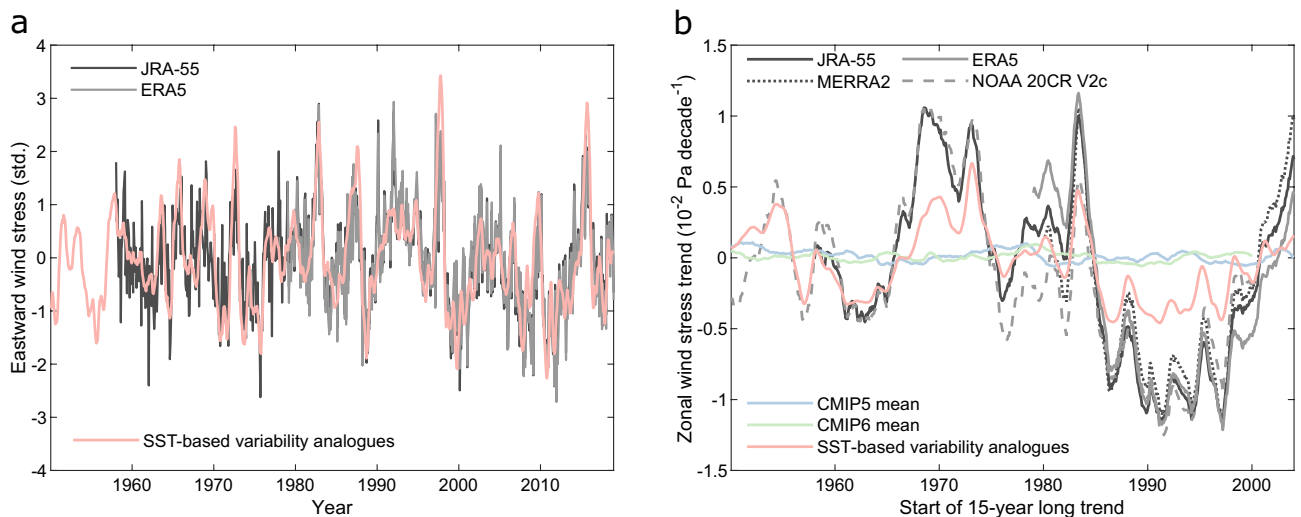 a
Eastward wind stress (std.)
4
3
2
1
0
-1
-2
-3
-4
JRA-55
ERA5
SST-based variability analogues
1960
1970
1980
1990
2000
2010
Year
b
Zonal wind stress trend (10⁻² Pa decade⁻¹)
1.5
1
0.5
0
-0.5
-1
-1.5
JRA-55
ERA5
MERRA2
NOAA 20CR V2c
CMIP5 mean
CMIP6 mean
SST-based variability analogues
1960
1970
1980
1990
2000
Start of 15-year long trend